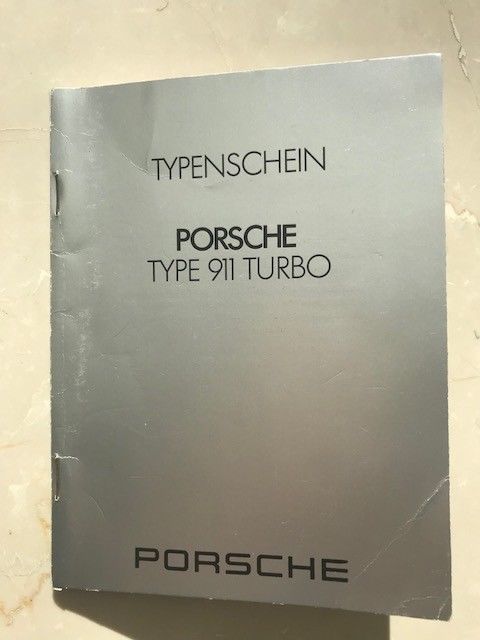 TYPENSCHEIN
PORSCHE
TYPE 911 TURBO
PORSCHE